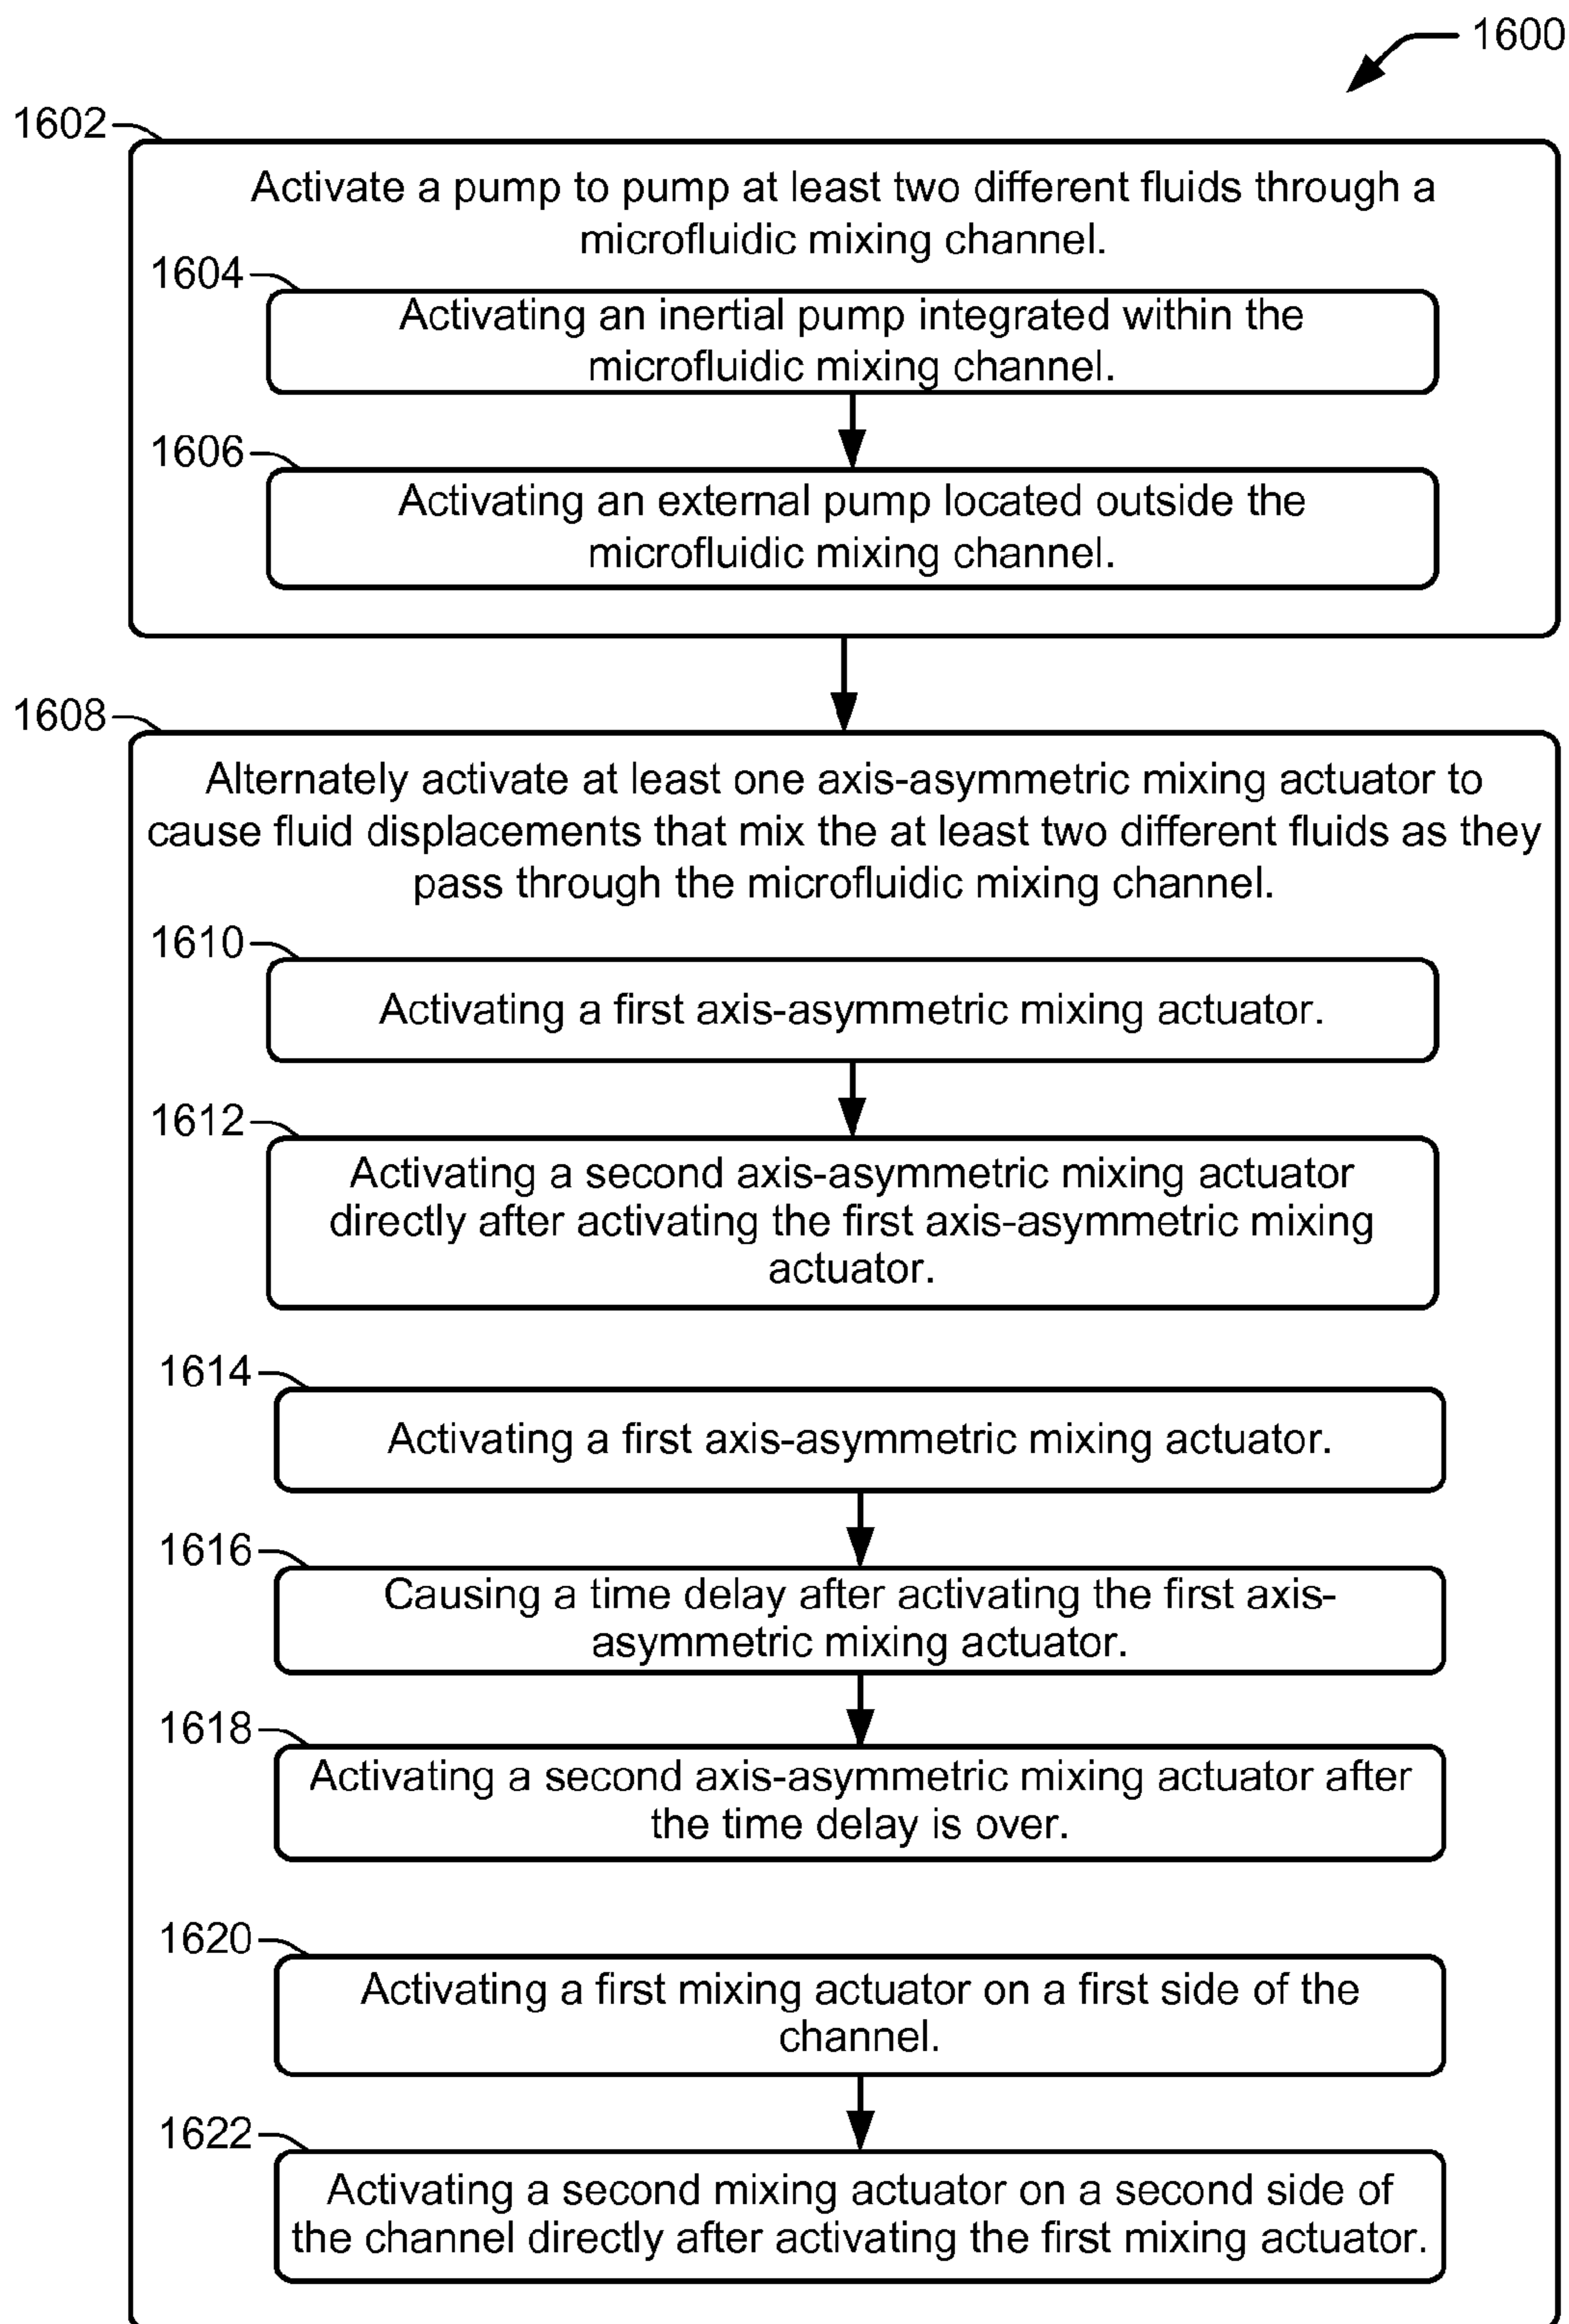 1600
1602
Activate a pump to pump at least two different fluids through a
microfluidic mixing channel.
1604
Activating an inertial pump integrated within the
microfluidic mixing channel.
1606
Activating an external pump located outside the
microfluidic mixing channel.
1608
Alternately activate at least one axis-asymmetric mixing actuator to
cause fluid displacements that mix the at least two different fluids as they
pass through the microfluidic mixing channel.
1610
Activating a first axis-asymmetric mixing actuator.
1612
Activating a second axis-asymmetric mixing actuator
directly after activating the first axis-asymmetric mixing
actuator.
1614
Activating a first axis-asymmetric mixing actuator.
1616
Causing a time delay after activating the first axis-
asymmetric mixing actuator.
1618
Activating a second axis-asymmetric mixing actuator after
the time delay is over.
1620
Activating a first mixing actuator on a first side of the
channel.
1622
Activating a second mixing actuator on a second side of
the channel directly after activating the first mixing actuator.